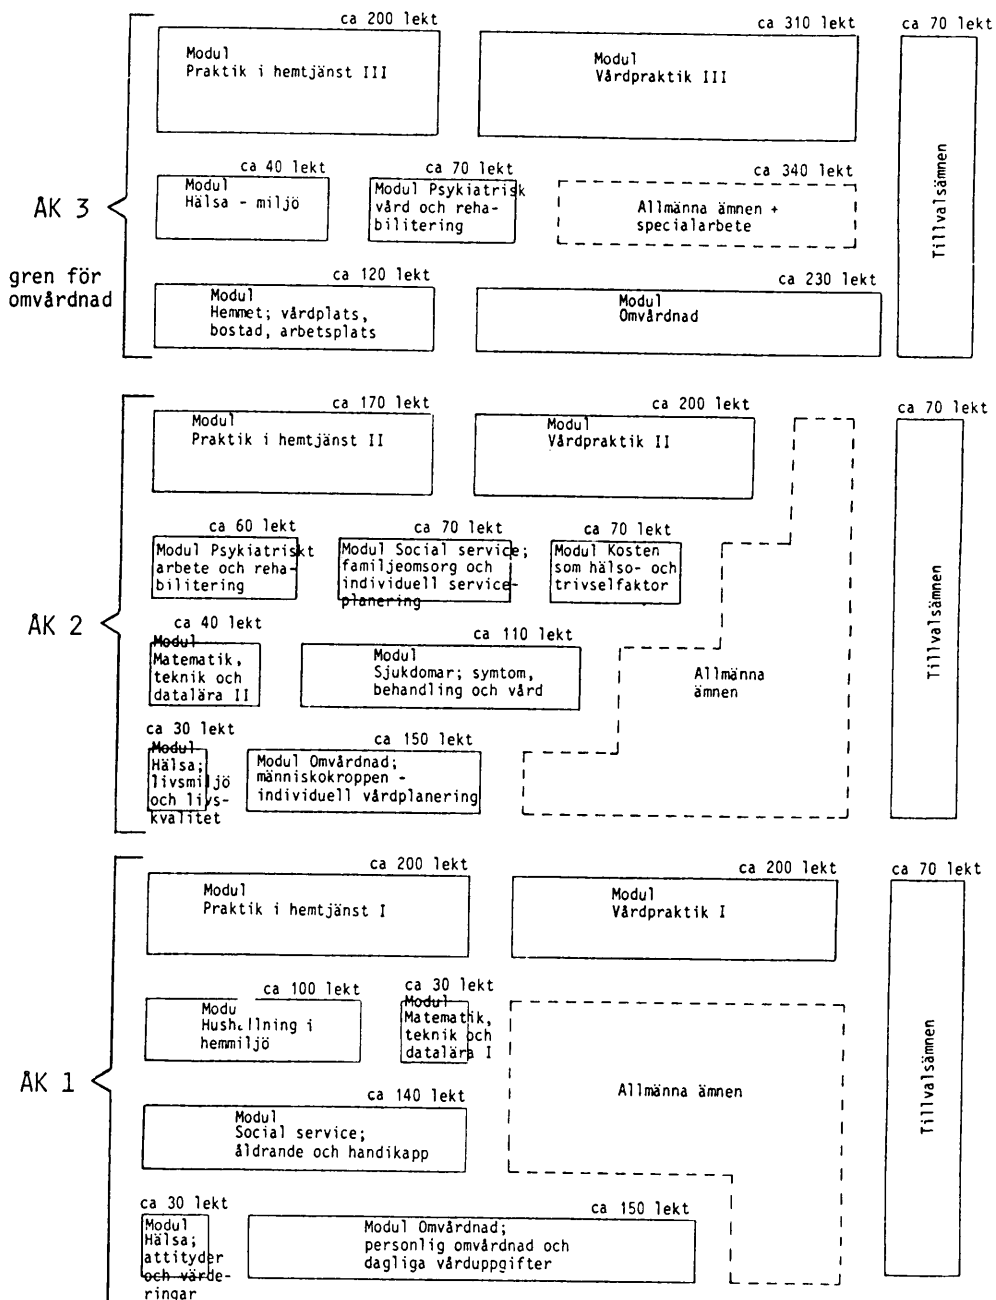 ca 200 lekt
ca 310 lekt
ca 70 lekt
Modul
Praktik i hemtjänst III
Modul
Vårdpraktik III
Tillvalsämnen
ÅK 3
gren för
omvårdnad
ca 40 lekt
ca 70 lekt
ca 340 lekt
Modul
Hälsa - miljö
Modul Psykiatrisk
vård och reha-
bilitering
Allmänna ämnen +
specialarbete
ca 120 lekt
ca 230 lekt
Modul
Hemmet; vårdplats,
bostad, arbetsplats
Modul
Omvårdnad
ca 170 lekt
ca 200 lekt
ca 70 lekt
Modul
Praktik i hemtjänst II
Modul
Vårdpraktik II
Tillvalsämnen
ÅK 2
ca 60 lekt
ca 70 lekt
ca 70 lekt
Modul Psykiatriskt
arbete och reha-
bilitering
Modul Social service;
familjeomsorg och
individuell service-
planering
Modul Kosten
som hälso- och
trivselfaktor
ca 40 lekt
ca 110 lekt
Modul
Matematik,
teknik och
datalära II
Modul
Sjukdomar; symtom,
behandling och vård
Allmänna
ämnen
ca 30 lekt
ca 150 lekt
Modul
Hälsa;
livsmiljö
och livs-
kvalitet
Modul Omvårdnad;
människokroppen -
individuell vårdplanering
ca 200 lekt
ca 200 lekt
ca 70 lekt
Modul
Praktik i hemtjänst I
Modul
Vårdpraktik I
Tillvalsämnen
ÅK 1
ca 100 lekt
ca 30 lekt
Modu
Hushållning i
hemmiljö
Modul
Matematik,
teknik och
datalära I
Allmänna ämnen
ca 140 lekt
Modul
Social service;
åldrande och handikapp
ca 30 lekt
ca 150 lekt
Modul
Hälsa;
attityder
och värde-
ringar
Modul Omvårdnad;
personlig omvårdnad och
dagliga vårduppgifter